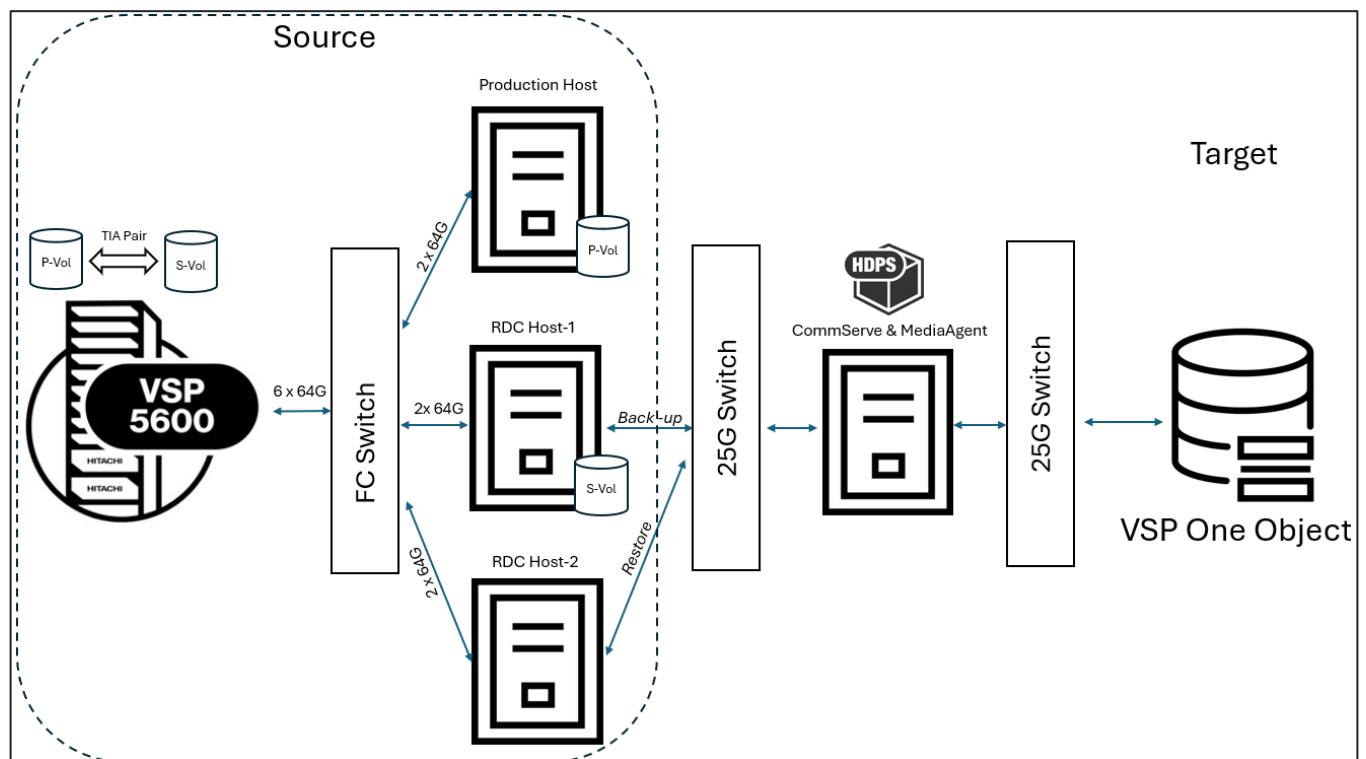 Source
Production Host
Target
P-Vol
TIA Pair
S-Vol
2 x 64G
P-Vol
HDPS
CommServe & MediaAgent
RDC Host-1
VSP
5600
HITACHI
HITACHI
6 x 64G
FC Switch
2x 64G
S-Vol
Back-up
25G Switch
25G Switch
VSP One Object
2 x 64G
RDC Host-2
Restore